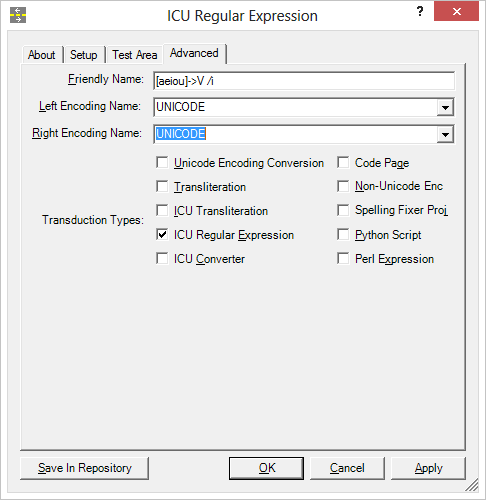 ICU Regular Expression
?
About Setup Test Area Advanced
Friendly Name: [aeiou]->V /i
Left Encoding Name: UNICODE
Right Encoding Name: UNICODE
Unicode Encoding Conversion Code Page
Transliteration Non-Unicode Enc
Transduction Types: ICU Transliteration Spelling Fixer Proj
ICU Regular Expression Python Script
ICU Converter Perl Expression
Save In Repository OK Cancel Apply